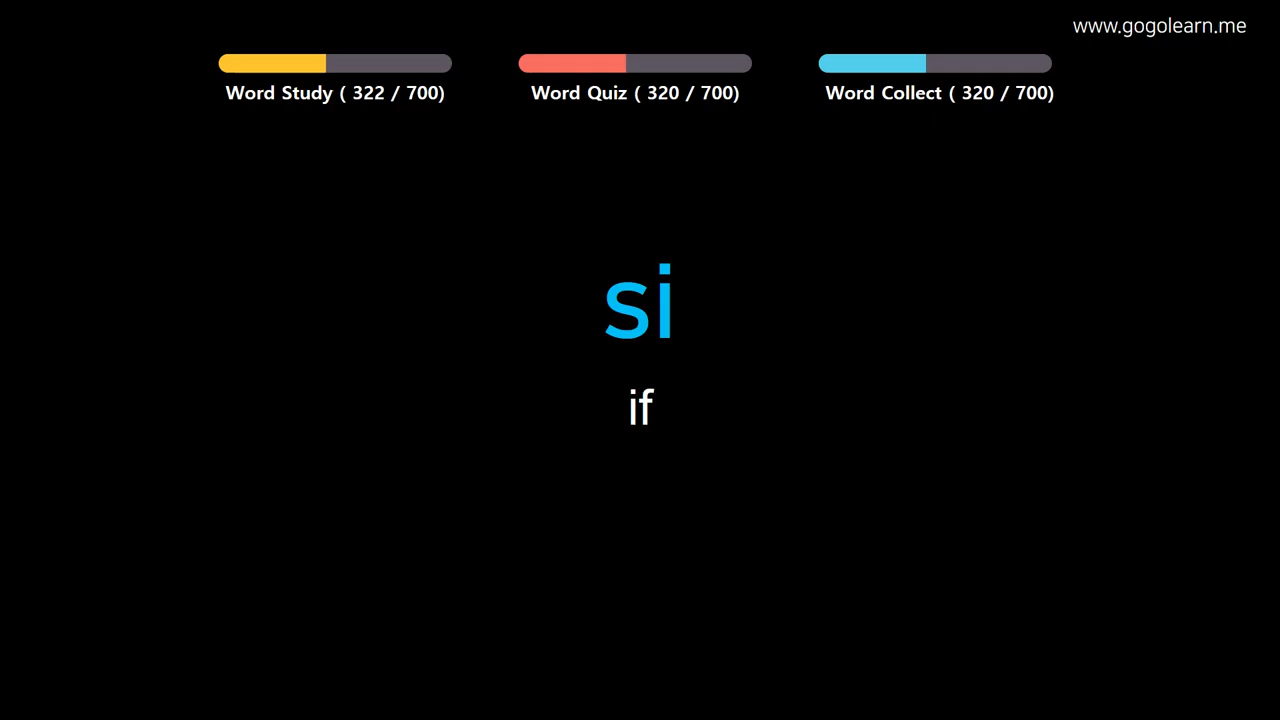 www.gogolearn.me
Word Study ( 322 / 700)
Word Quiz ( 320 / 700)
Word Collect ( 320 / 700)
si
if